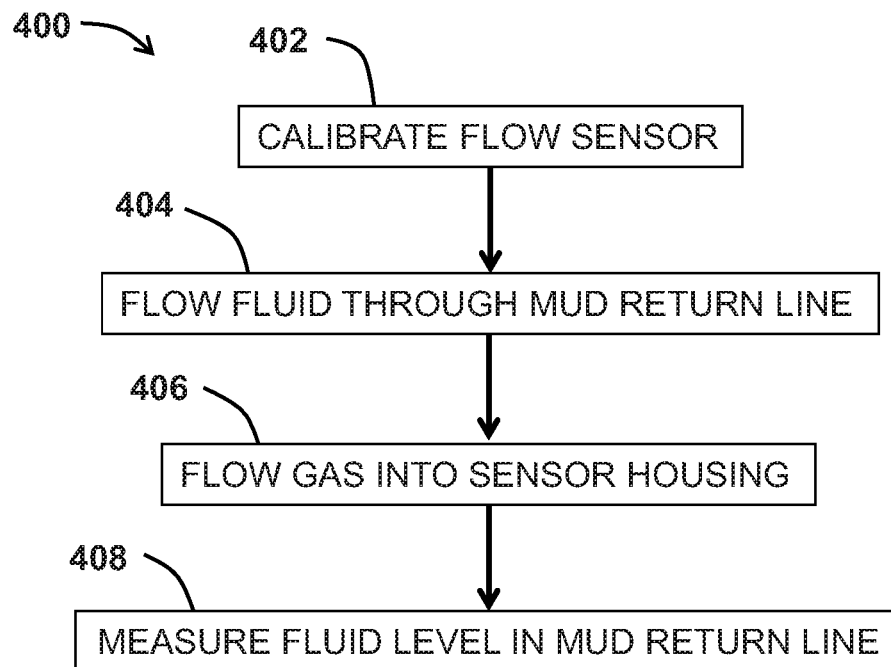 400
402
CALIBRATE FLOW SENSOR
404
FLOW FLUID THROUGH MUD RETURN LINE
406
FLOW GAS INTO SENSOR HOUSING
408
MEASURE FLUID LEVEL IN MUD RETURN LINE